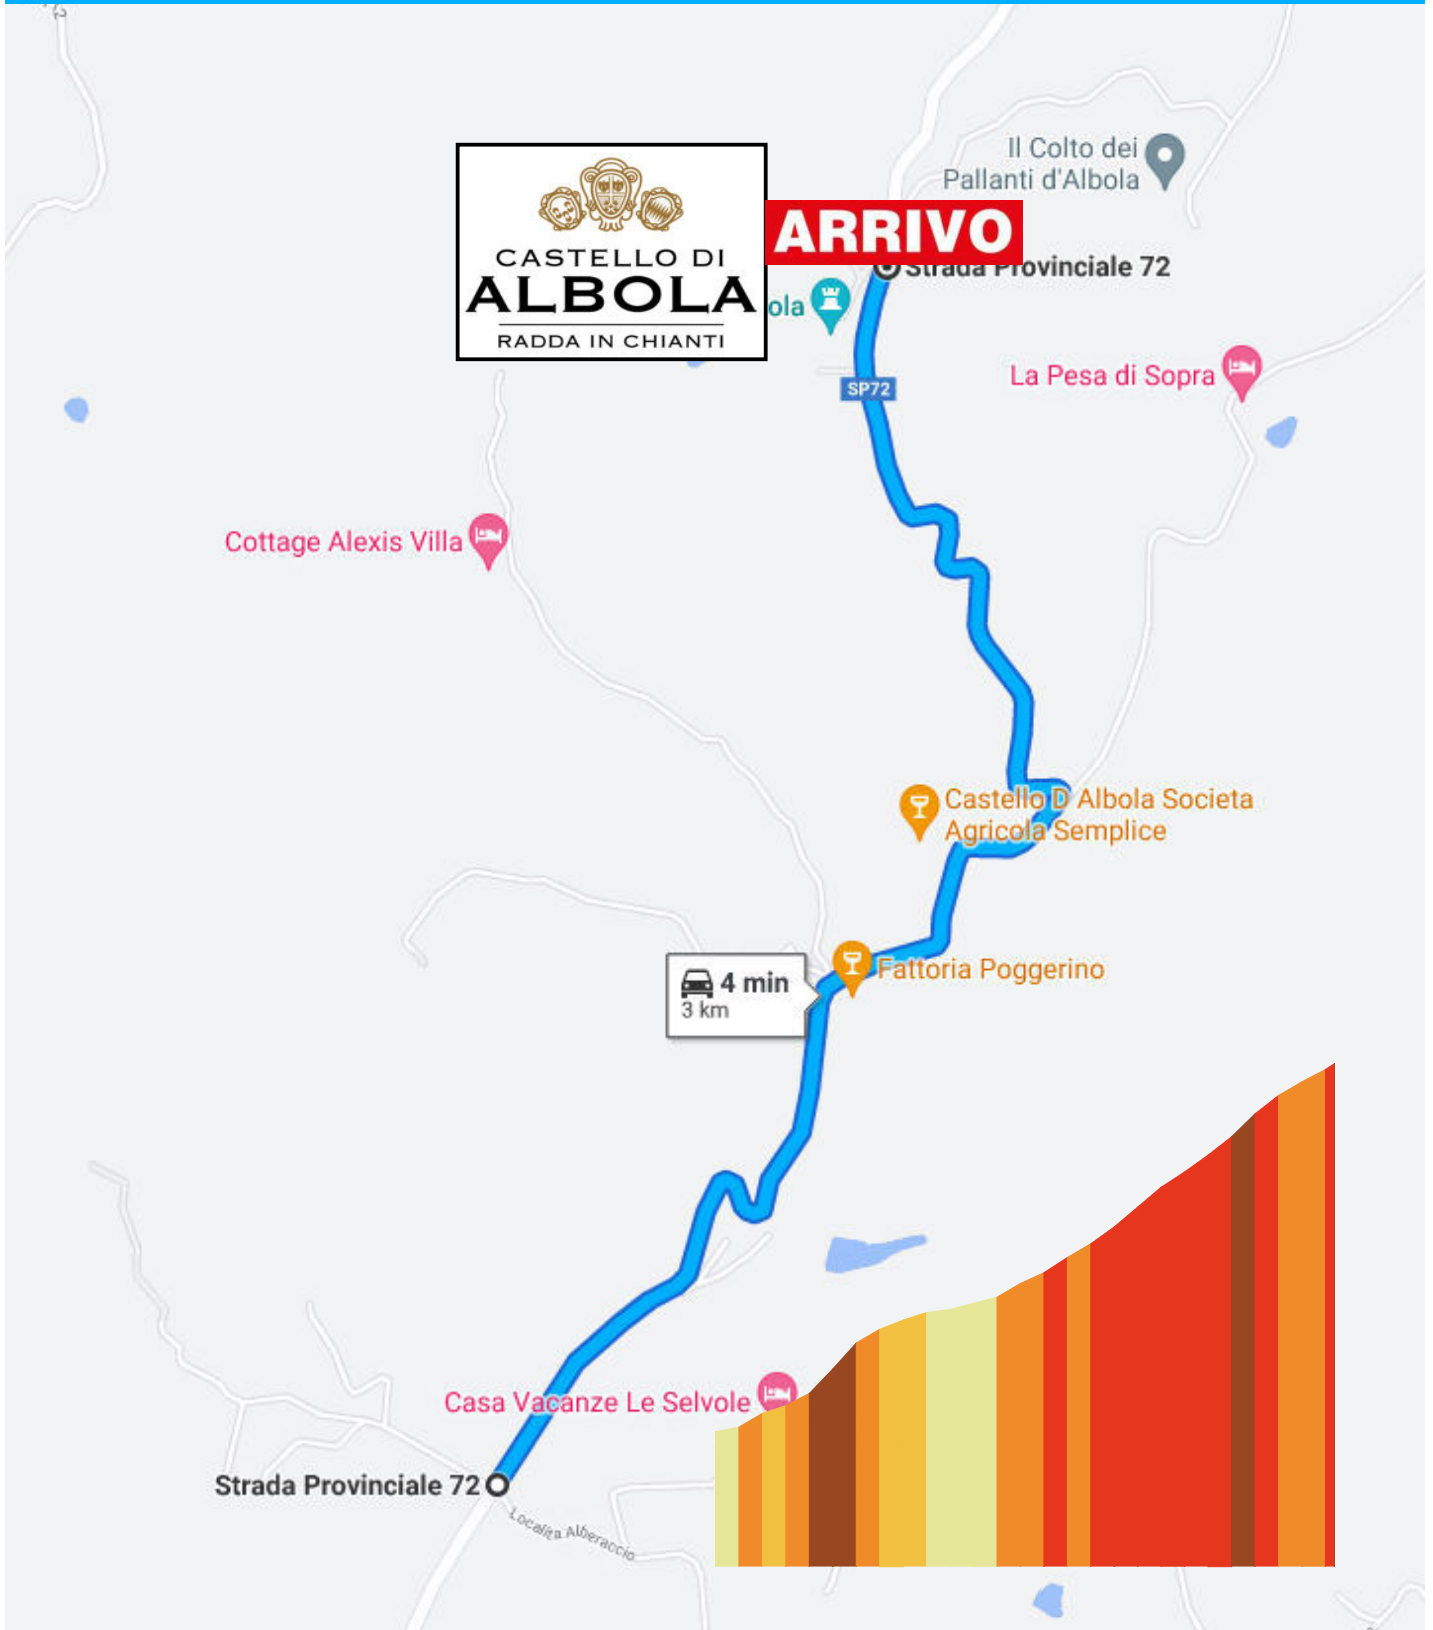 Il Colto dei
Pallanti d'Albola
CASTELLO DI
ALBOLA
RADDA IN CHIANTI
ARRIVO
Strada Provinciale 72
ola
La Pesa di Sopra
SP72
Cottage Alexis Villa
Castello D Albola Societa
Agricola Semplice
Fattoria Poggerino
4 min
3 km
Casa Vacanze Le Selvole
Strada Provinciale 72
Localita Alberaccio